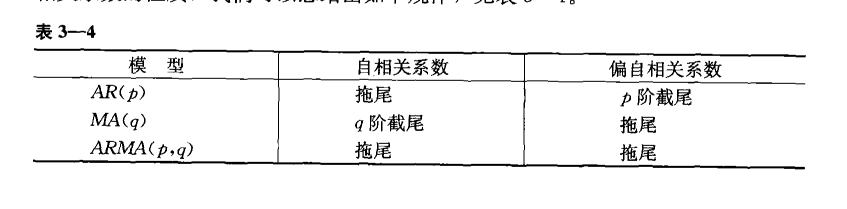 表 3—4
模 型 自相关系数 偏自相关系数
AR(p) 拖尾 p 阶截尾
MA(q) q 阶截尾 拖尾
ARMA(p,q) 拖尾 拖尾